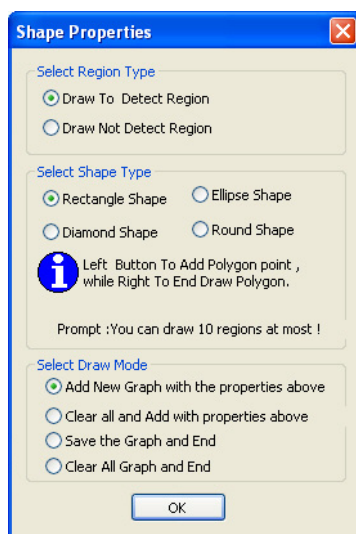 Shape Properties
Select Region Type
Draw To Detect Region
Draw Not Detect Region
Select Shape Type
Rectangle Shape
Ellipse Shape
Diamond Shape
Round Shape
Left Button To Add Polygon point ,
while Right To End Draw Polygon.
Prompt :You can draw 10 regions at most !
Select Draw Mode
Add New Graph with the properties above
Clear all and Add with properties above
Save the Graph and End
Clear All Graph and End
OK